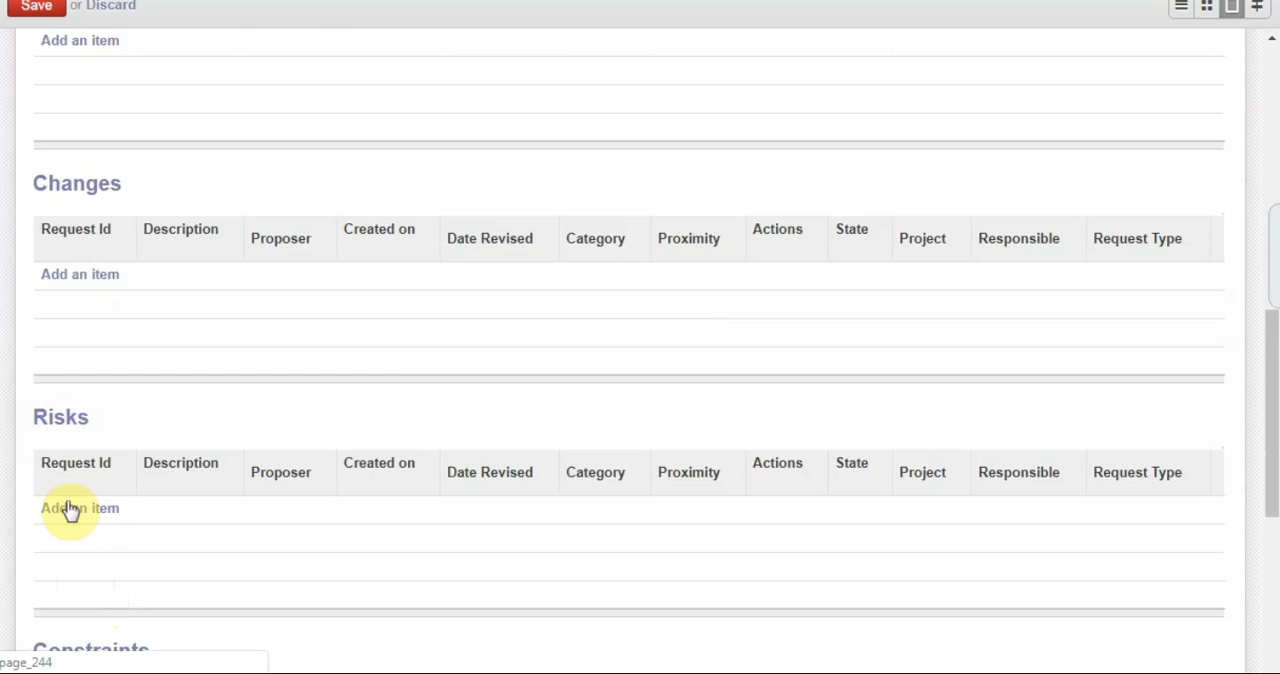 Save or Discard
Add an item
Changes
Request Id Description Proposer Created on Date Revised Category Proximity Actions State Project Responsible Request Type
Add an item
Risks
Request Id Description Proposer Created on Date Revised Category Proximity Actions State Project Responsible Request Type
Add an item
Constraints
page_244